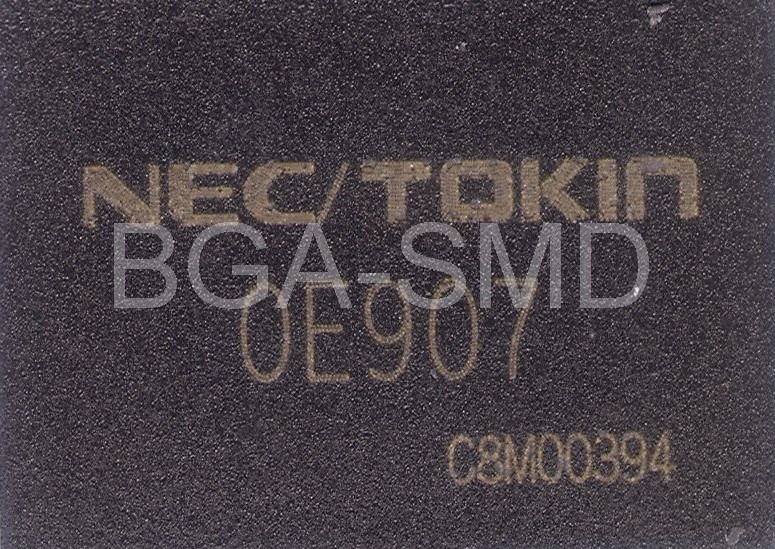 NEC/TOKIN
BGA-SMD
OE907
C8M00394